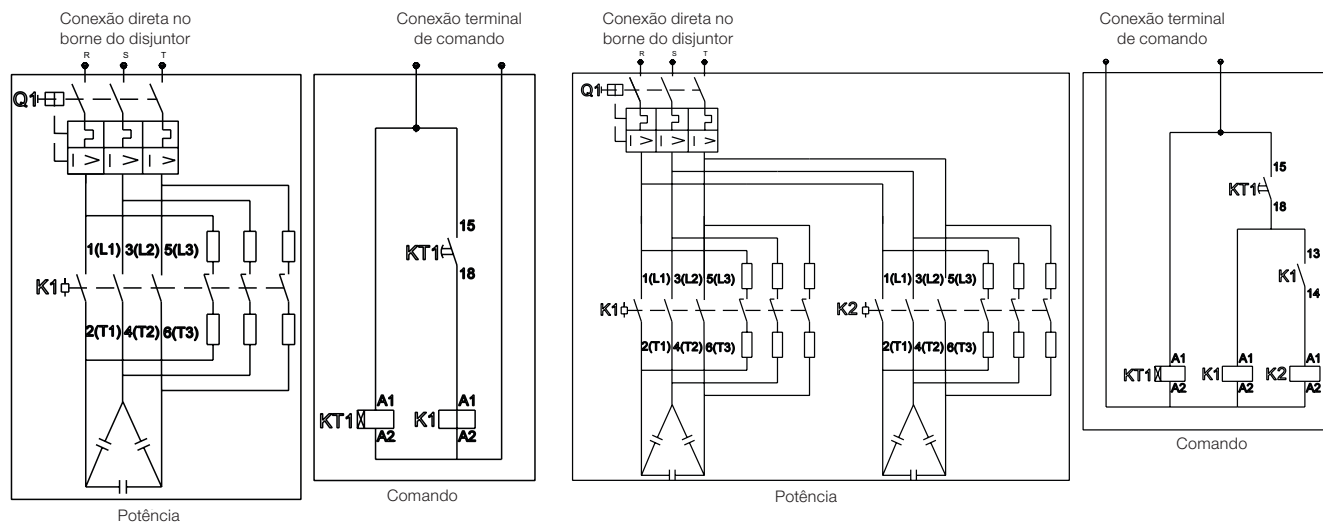 Conexão direta no
borne do disjuntor
R S T
Q1
I> I> I>
1(L1) 3(L2) 5(L3)
K1
2(T1) 4(T2) 6(T3)
Potência
Conexão terminal
de comando
15
KT1
18
A1 A1
KT1 K1
A2 A2
Comando
Conexão direta no
borne do disjuntor
R S T
Q1
I> I> I>
1(L1) 3(L2) 5(L3) 1(L1) 3(L2) 5(L3)
K1 K2
2(T1) 4(T2) 6(T3) 2(T1) 4(T2) 6(T3)
Potência
Conexão terminal
de comando
15
KT1
18
13
K1
14
A1 A1 A1
KT1 K1 K2
A2 A2 A2
Comando